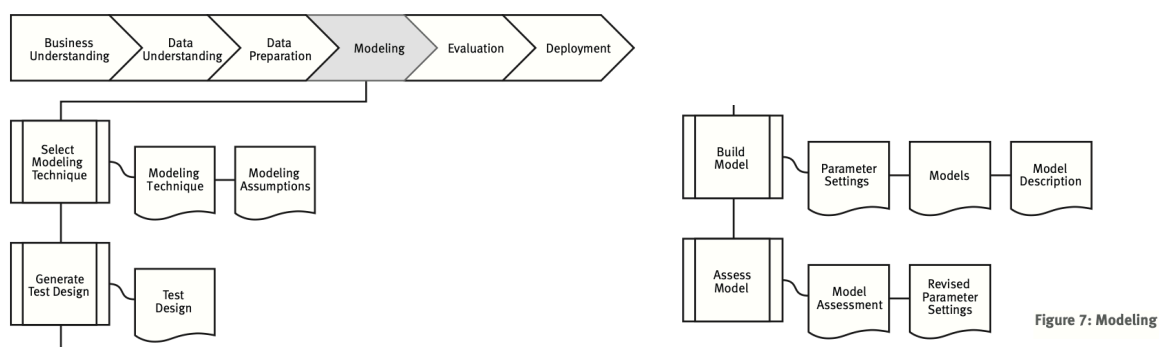 Business
Understanding
Data
Understanding
Data
Preparation
Modeling
Evaluation
Deployment
Select
Modeling
Technique
Modeling
Technique
Modeling
Assumptions
Generate
Test Design
Test
Design
Build
Model
Parameter
Settings
Models
Model
Description
Assess
Model
Model
Assessment
Revised
Parameter
Settings
Figure 7: Modeling